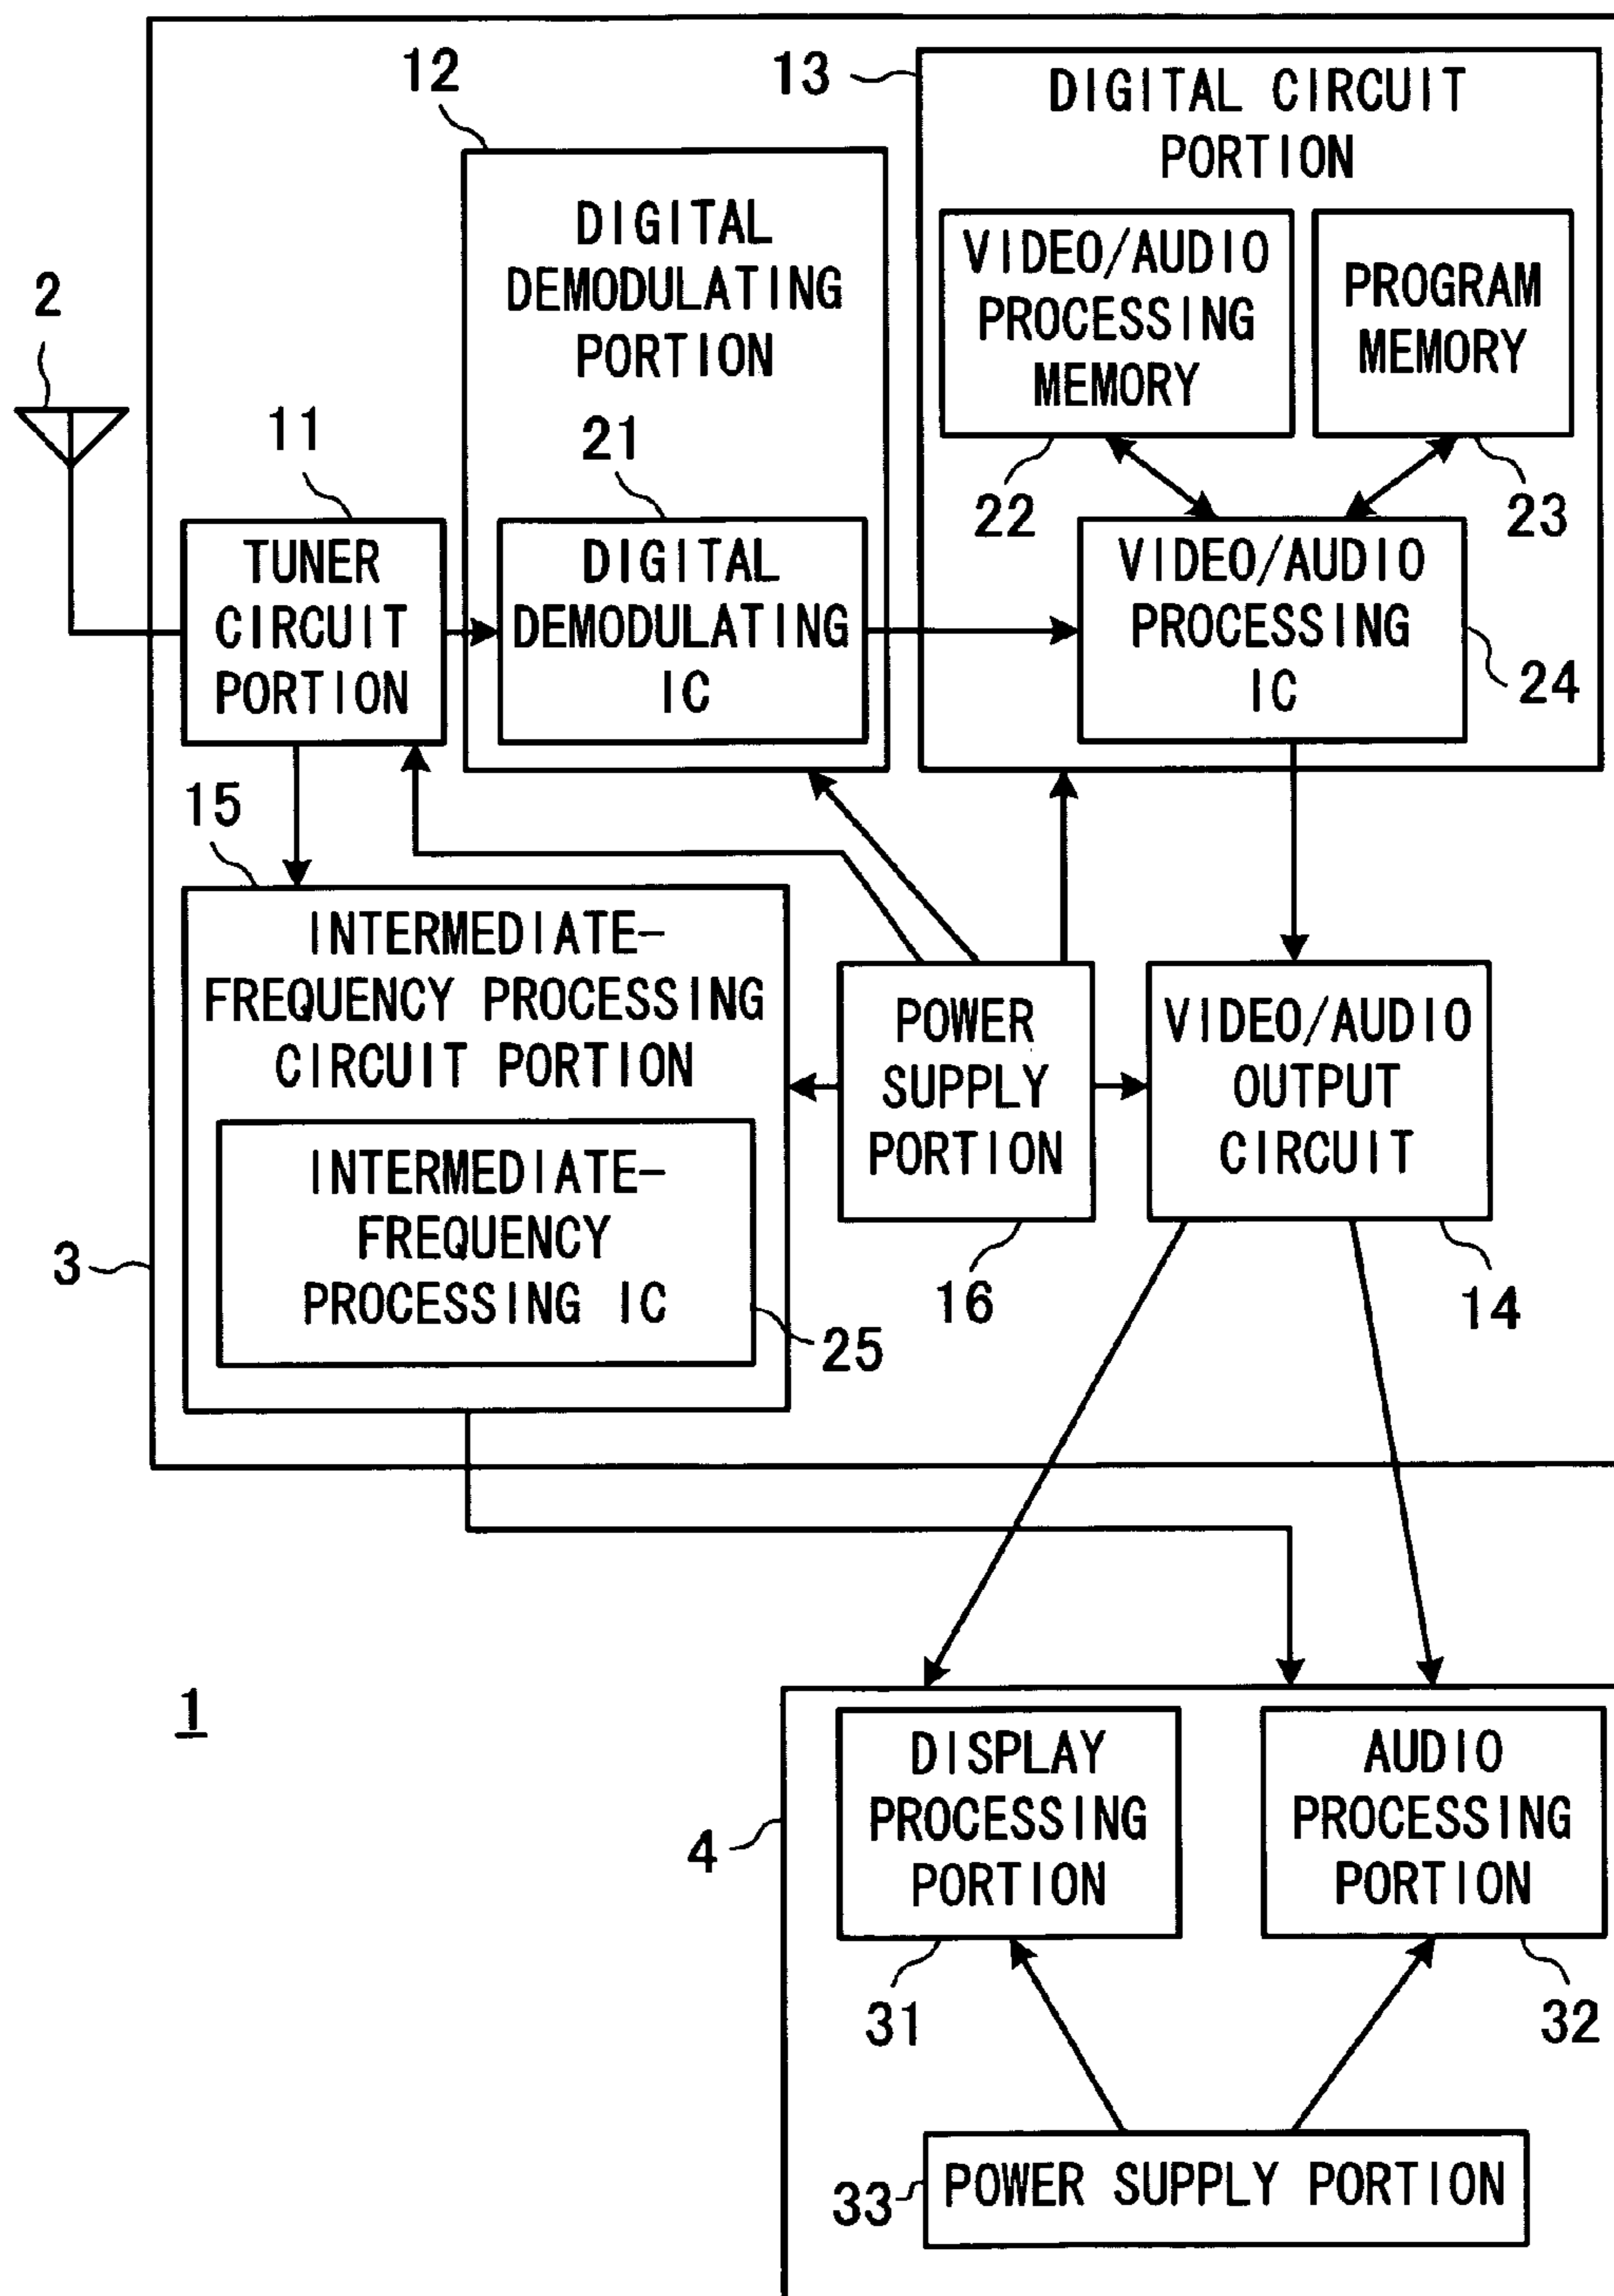 12
13
DIGITAL CIRCUIT
PORTION
DIGITAL
DEMODULATING
PORTION
VIDEO/AUDIO
PROCESSING
MEMORY
PROGRAM
MEMORY
2
11
21
22
23
TUNER
CIRCUIT
PORTION
DIGITAL
DEMODULATING
IC
VIDEO/AUDIO
PROCESSING
IC
24
15
INTERMEDIATE-
FREQUENCY PROCESSING
CIRCUIT PORTION
POWER
SUPPLY
PORTION
VIDEO/AUDIO
OUTPUT
CIRCUIT
INTERMEDIATE-
FREQUENCY
PROCESSING IC
3
16
14
25
1
DISPLAY
PROCESSING
PORTION
AUDIO
PROCESSING
PORTION
4
31
32
33
POWER SUPPLY PORTION